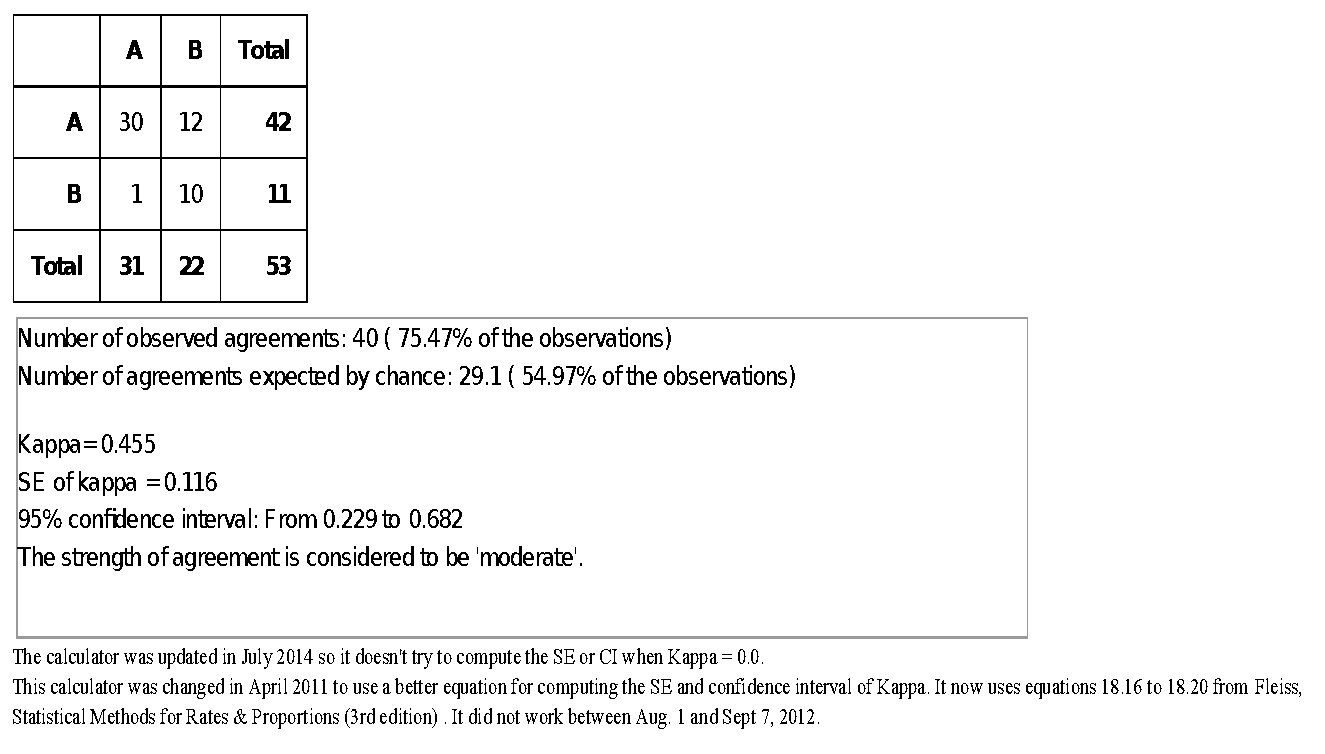 A B Total
A 30 12 42
B 1 10 11
Total 31 22 53
Number of observed agreements: 40 ( 75.47% of the observations)
Number of agreements expected by chance: 29.1 ( 54.97% of the observations)
Kappa= 0.455
SE of kappa = 0.116
95% confidence interval: From 0.229 to 0.682
The strength of agreement is considered to be 'moderate'.
The calculator was updated in July 2014 so it doesn't try to compute the SE or CI when Kappa = 0.0.
This calculator was changed in April 2011 to use a better equation for computing the SE and confidence interval of Kappa. It now uses equations 18.16 to 18.20 from Fleiss,
Statistical Methods for Rates & Proportions (3rd edition) . It did not work between Aug. 1 and Sept 7, 2012.